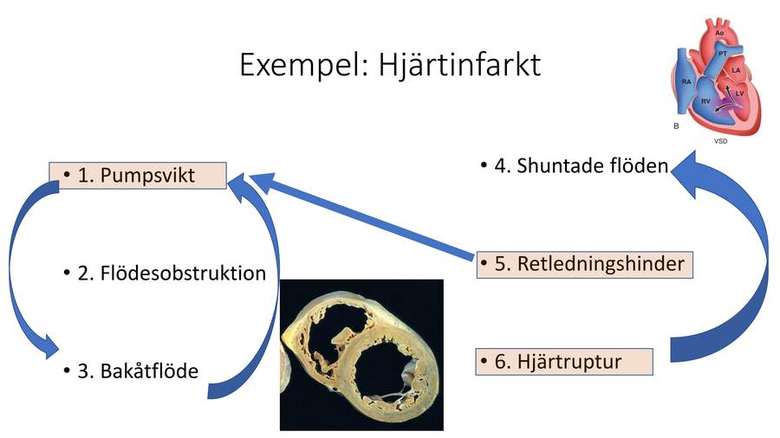 Exempel: Hjärtinfarkt
Ao
PT
LA
RA
LV
RV
B
VSD
• 1. Pumpsvikt
• 2. Flödesobstruktion
• 3. Bakåtflöde
• 4. Shuntade flöden
• 5. Retledningshinder
• 6. Hjärtruptur